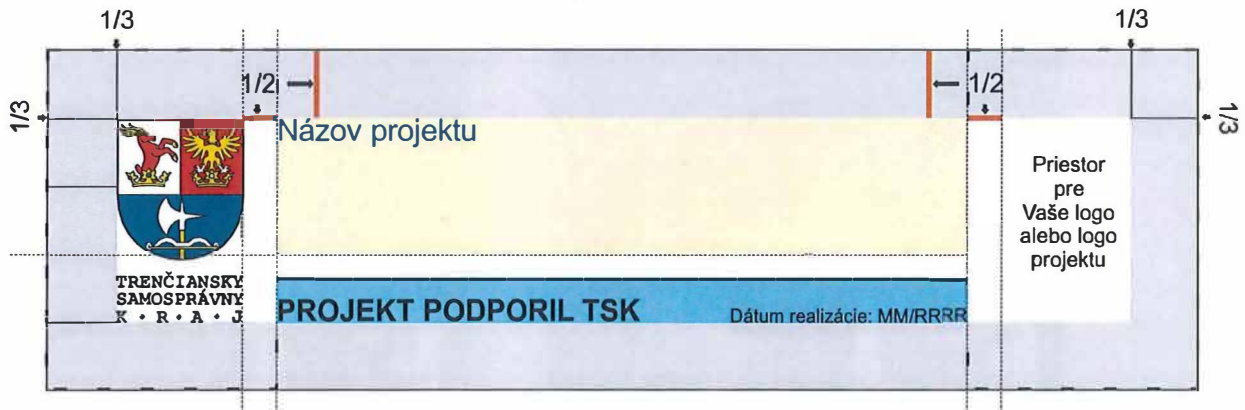 1/3
1/3
1/2
1/2
1/3
1/3
Názov projektu
Priestor
pre
Vaše logo
alebo logo
projektu
TRENČIANSKY
SAMOSPRÁVNY
K · R · A · J
PROJEKT PODPORIL TSK
Dátum realizácie: MM/RRRR